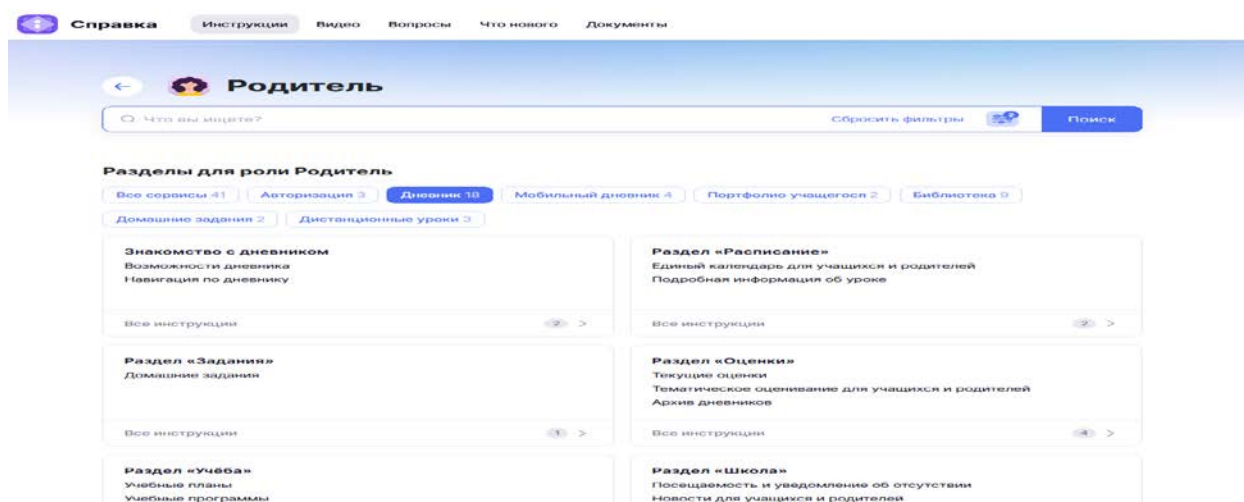 Справка Инструкции Видео Вопросы Что нового Документы
Родитель
Что вы ищете? Сбросить фильтры Поиск
Разделы для роли Родитель
Все сервисы 41 Авторизация 3 Дневник 18 Мобильный дневник 4 Портфолио учащегося 2 Библиотека 9
Домашние задания 2 Дистанционные уроки 3
Знакомство с дневником
Возможности дневника
Навигация по дневнику
Все инструкции 2
Раздел «Расписание»
Единый календарь для учащихся и родителей
Подробная информация об уроке
Все инструкции 2
Раздел «Задания»
Домашние задания
Все инструкции 1
Раздел «Оценки»
Текущие оценки
Тематическое оценивание для учащихся и родителей
Архив дневников
Все инструкции 4
Раздел «Учёба»
Учебные планы
Учебные программы
Раздел «Школа»
Посещаемость и уведомление об отсутствии
Новости для учащихся и родителей